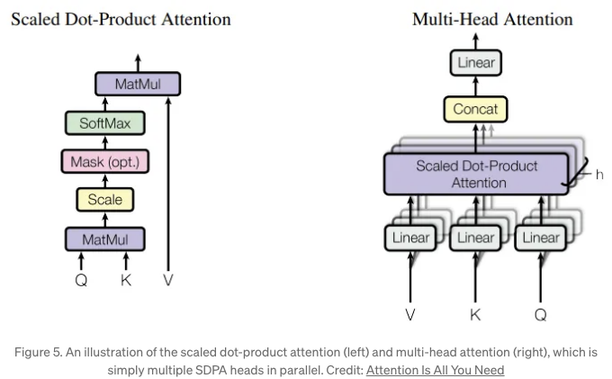 Scaled Dot-Product Attention
MatMul
SoftMax
Mask (opt.)
Scale
MatMul
Q K V
Multi-Head Attention
Linear
Concat
Scaled Dot-Product
Attention
h
Linear Linear Linear
V K Q
Figure 5. An illustration of the scaled dot-product attention (left) and multi-head attention (right), which is
simply multiple SDPA heads in parallel. Credit: Attention Is All You Need